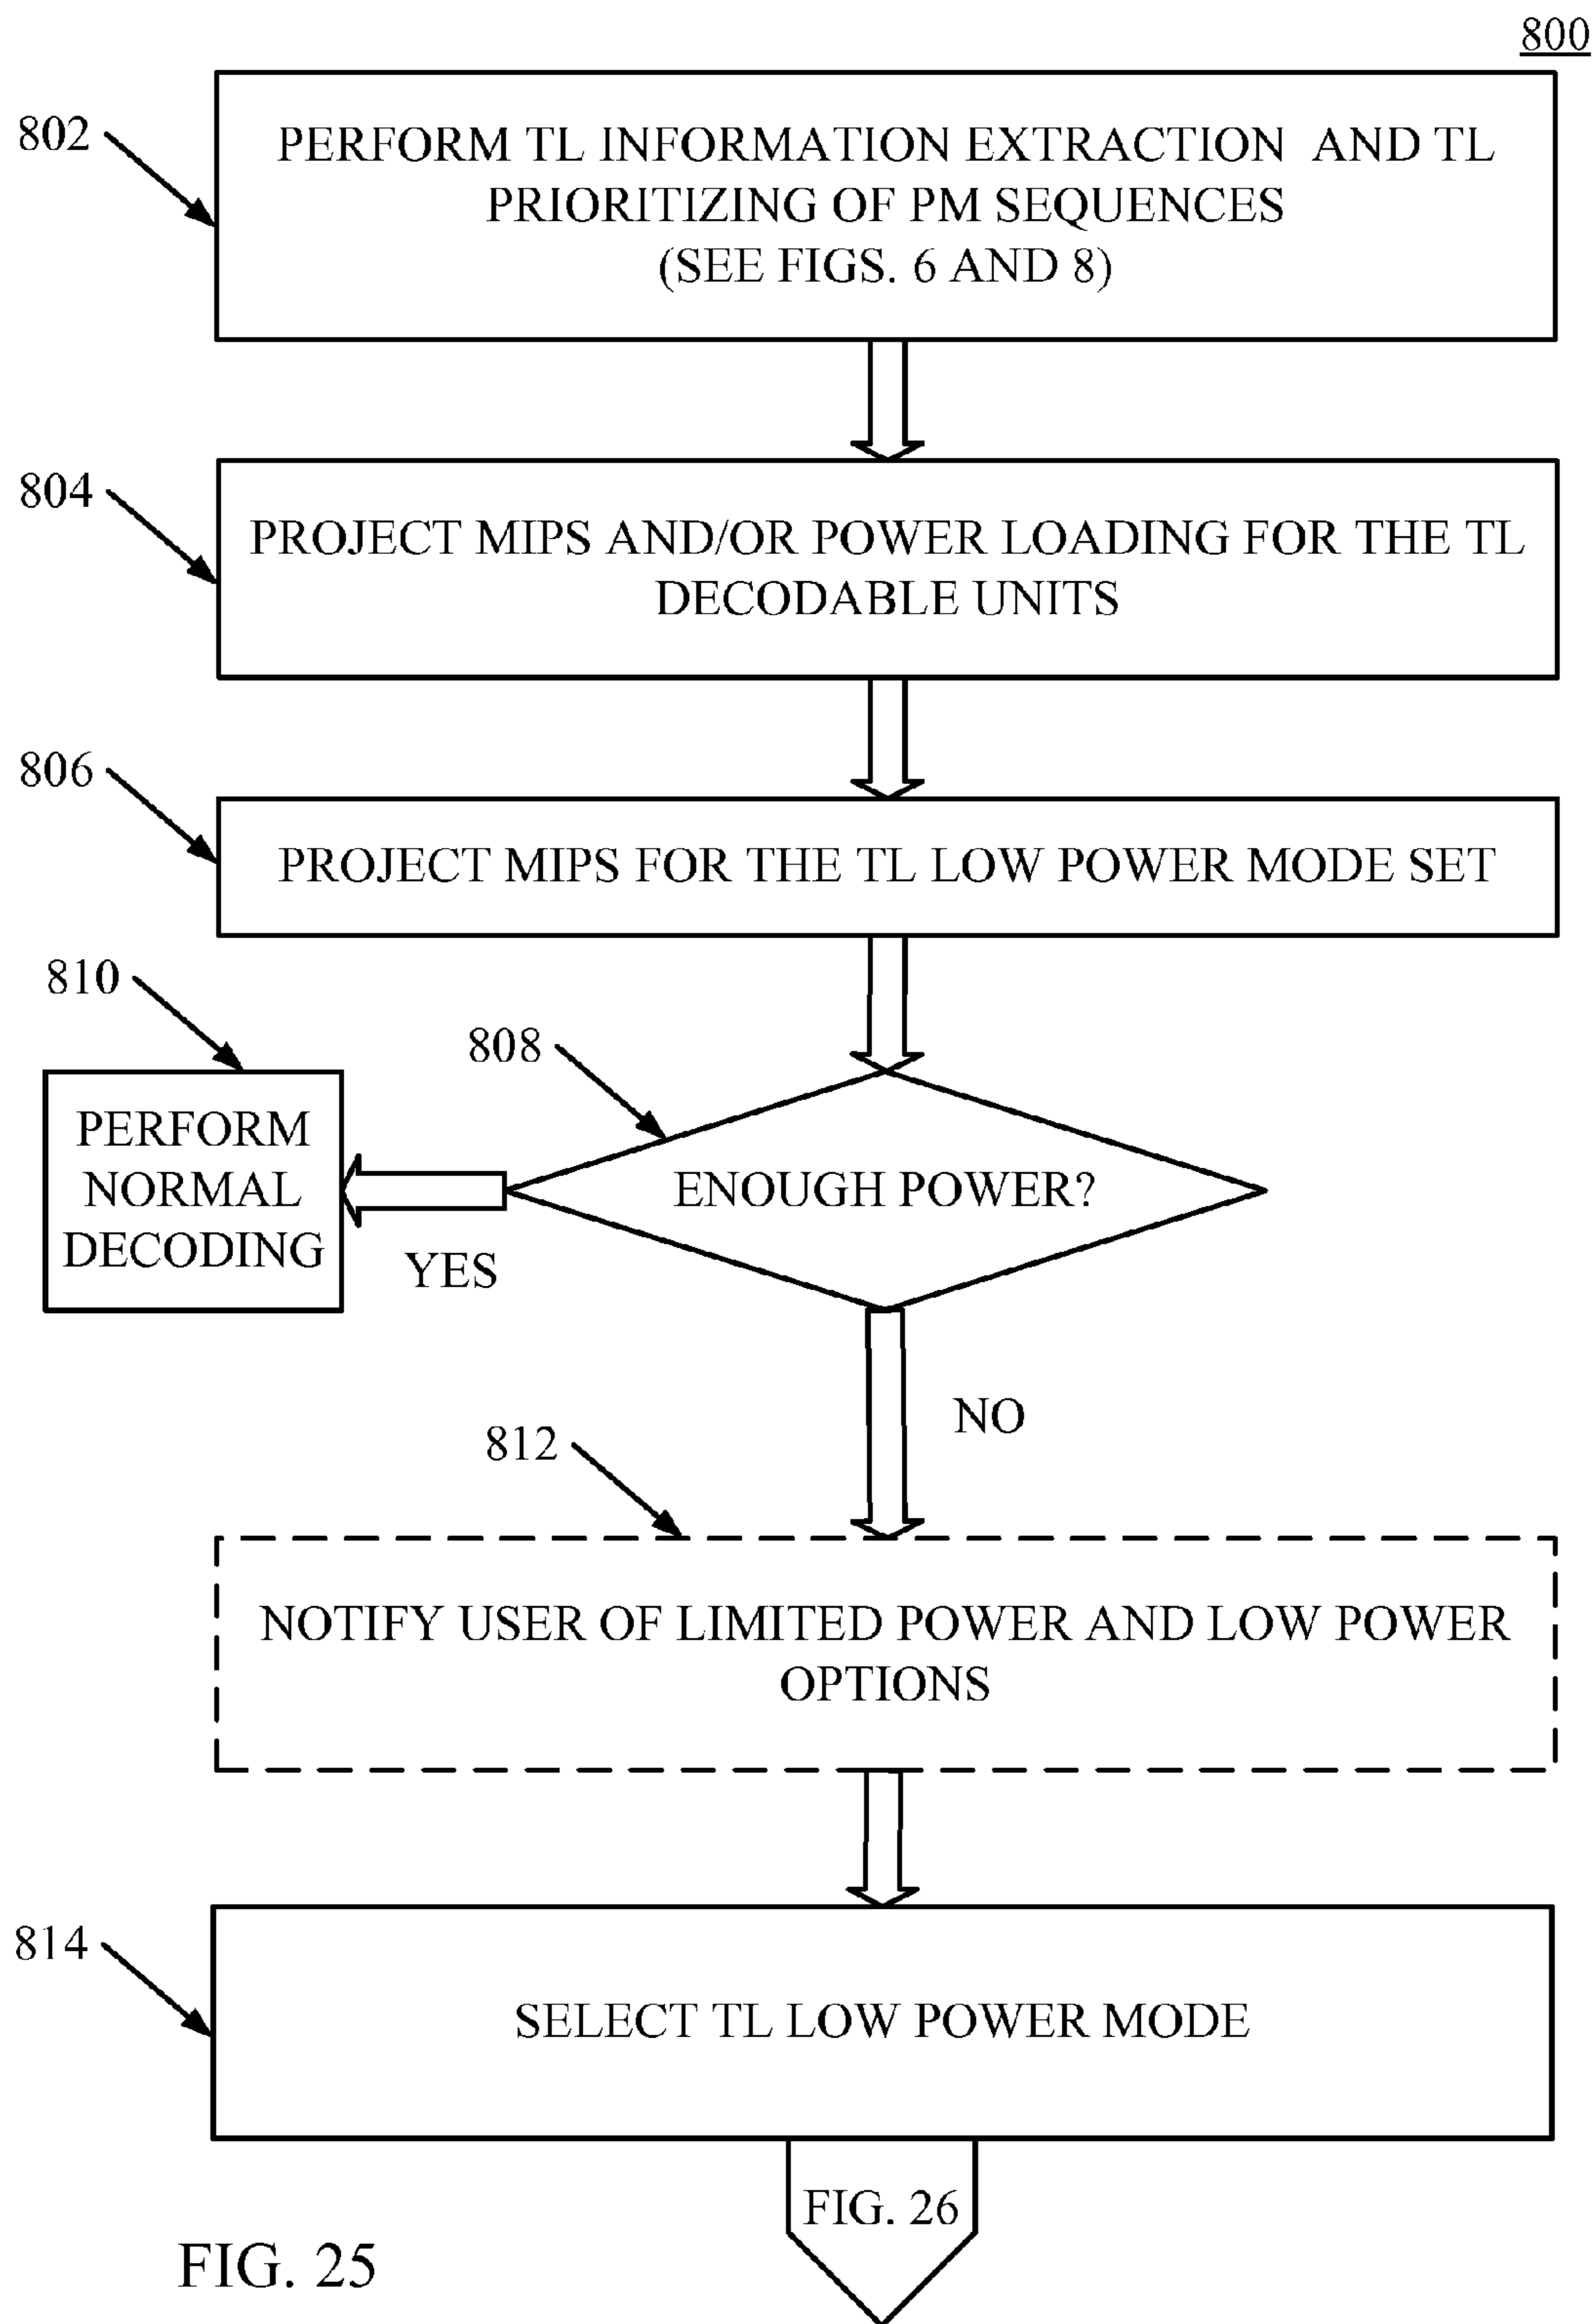 800
802
PERFORM TL INFORMATION EXTRACTION AND TL
PRIORITIZING OF PM SEQUENCES
(SEE FIGS. 6 AND 8)
804
PROJECT MIPS AND/OR POWER LOADING FOR THE TL
DECODABLE UNITS
806
PROJECT MIPS FOR THE TL LOW POWER MODE SET
810
808
PERFORM
NORMAL
DECODING
ENOUGH POWER?
YES
NO
812
NOTIFY USER OF LIMITED POWER AND LOW POWER
OPTIONS
814
SELECT TL LOW POWER MODE
FIG. 26
FIG. 25